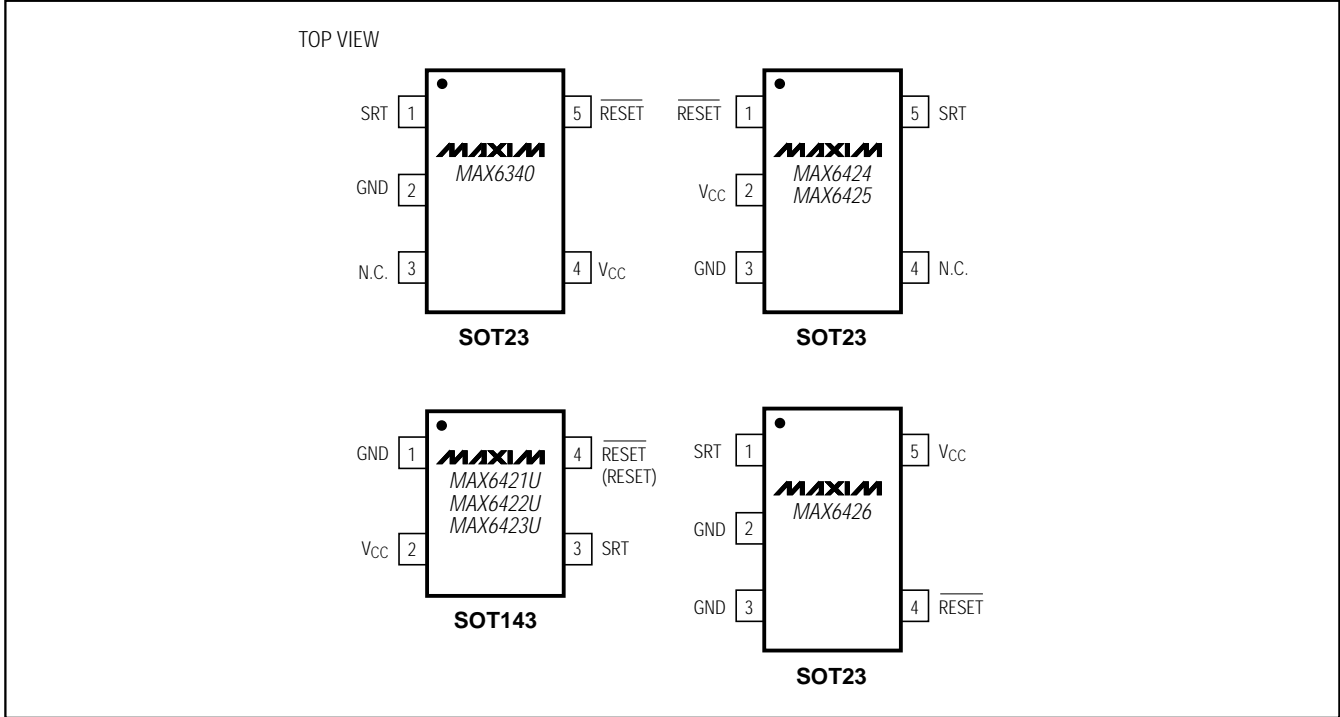 TOP VIEW
SRT 1
5 RESET
MAXIM
MAX6340
GND 2
N.C. 3
4 VCC
SOT23
RESET 1
5 SRT
MAXIM
MAX6424
MAX6425
VCC 2
GND 3
4 N.C.
SOT23
GND 1
4 RESET
(RESET)
MAXIM
MAX6421U
MAX6422U
MAX6423U
VCC 2
3 SRT
SOT143
SRT 1
5 VCC
MAXIM
MAX6426
GND 2
GND 3
4 RESET
SOT23